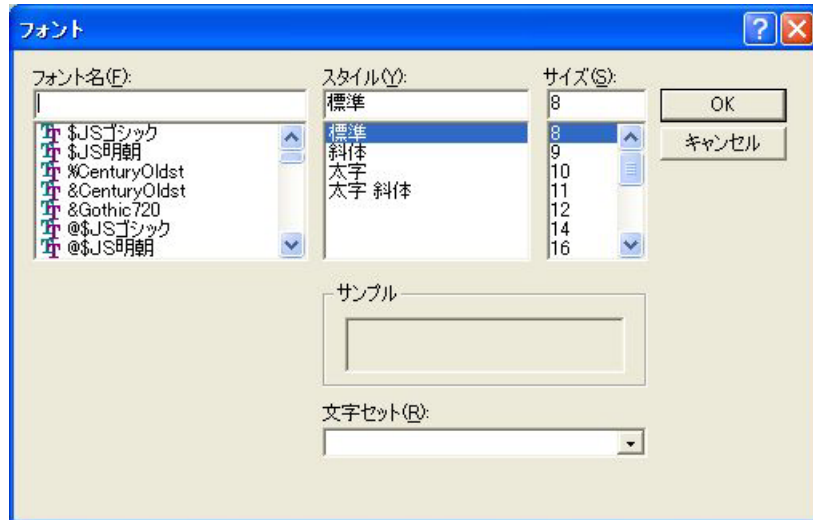 フォント
フォント名(F):
$JSゴシック
$JS明朝
%CenturyOldst
&CenturyOldst
&Gothic720
@$JSゴシック
@$JS明朝
スタイル(Y):
標準
標準
斜体
太字
太字 斜体
サイズ(S):
8
8
9
10
11
12
14
16
OK
キャンセル
サンプル
文字セット(R):